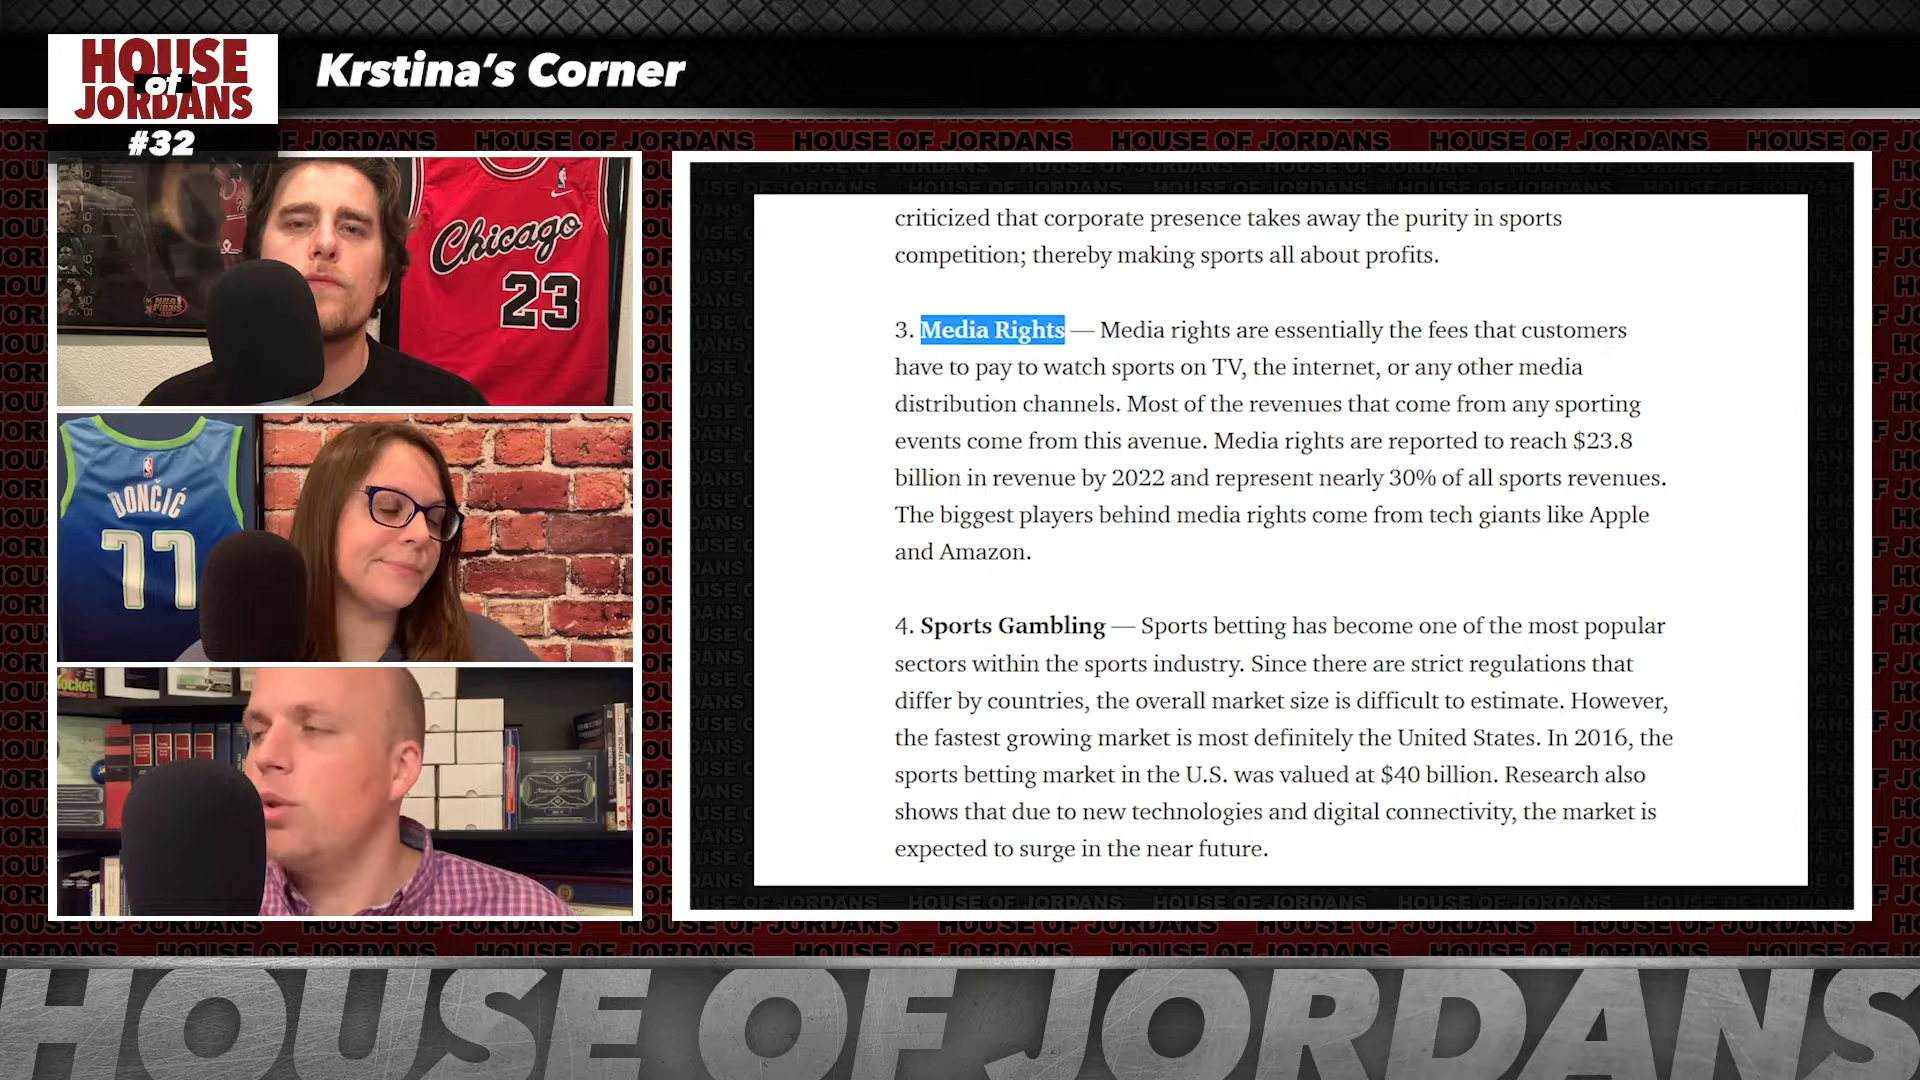 HOUSE
of
JORDANS
#32
Krstina's Corner
Chicago
23
NBA
Finals
DONČIĆ
77
criticized that corporate presence takes away the purity in sports
competition; thereby making sports all about profits.
3. Media Rights — Media rights are essentially the fees that customers
have to pay to watch sports on TV, the internet, or any other media
distribution channels. Most of the revenues that come from any sporting
events come from this avenue. Media rights are reported to reach $23.8
billion in revenue by 2022 and represent nearly 30% of all sports revenues.
The biggest players behind media rights come from tech giants like Apple
and Amazon.
4. Sports Gambling — Sports betting has become one of the most popular
sectors within the sports industry. Since there are strict regulations that
differ by countries, the overall market size is difficult to estimate. However,
the fastest growing market is most definitely the United States. In 2016, the
sports betting market in the U.S. was valued at $40 billion. Research also
shows that due to new technologies and digital connectivity, the market is
expected to surge in the near future.
HOUSE OF JORDANS